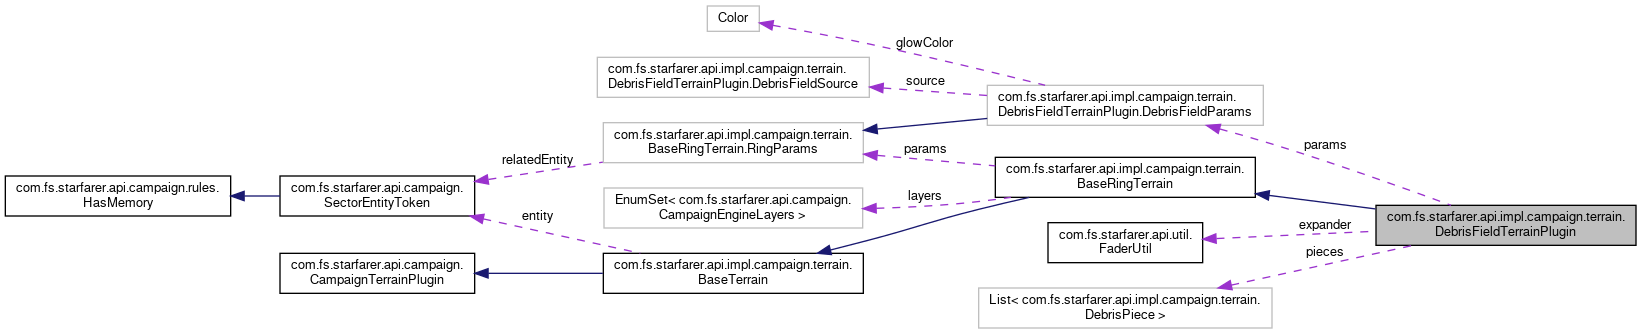 Color
glowColor
com.fs.starfarer.api.impl.campaign.terrain.
DebrisFieldTerrainPlugin.DebrisFieldSource
source
com.fs.starfarer.api.impl.campaign.terrain.
DebrisFieldTerrainPlugin.DebrisFieldParams
com.fs.starfarer.api.impl.campaign.terrain.
BaseRingTerrain.RingParams
params
params
relatedEntity
com.fs.starfarer.api.impl.campaign.terrain.
BaseRingTerrain
com.fs.starfarer.api.campaign.rules.
HasMemory
com.fs.starfarer.api.campaign.
SectorEntityToken
EnumSet< com.fs.starfarer.api.campaign.
CampaignEngineLayers >
layers
entity
com.fs.starfarer.api.impl.campaign.terrain.
DebrisFieldTerrainPlugin
expander
com.fs.starfarer.api.util.
FaderUtil
pieces
com.fs.starfarer.api.campaign.
CampaignTerrainPlugin
com.fs.starfarer.api.impl.campaign.terrain.
BaseTerrain
List< com.fs.starfarer.api.impl.campaign.terrain.
DebrisPiece >